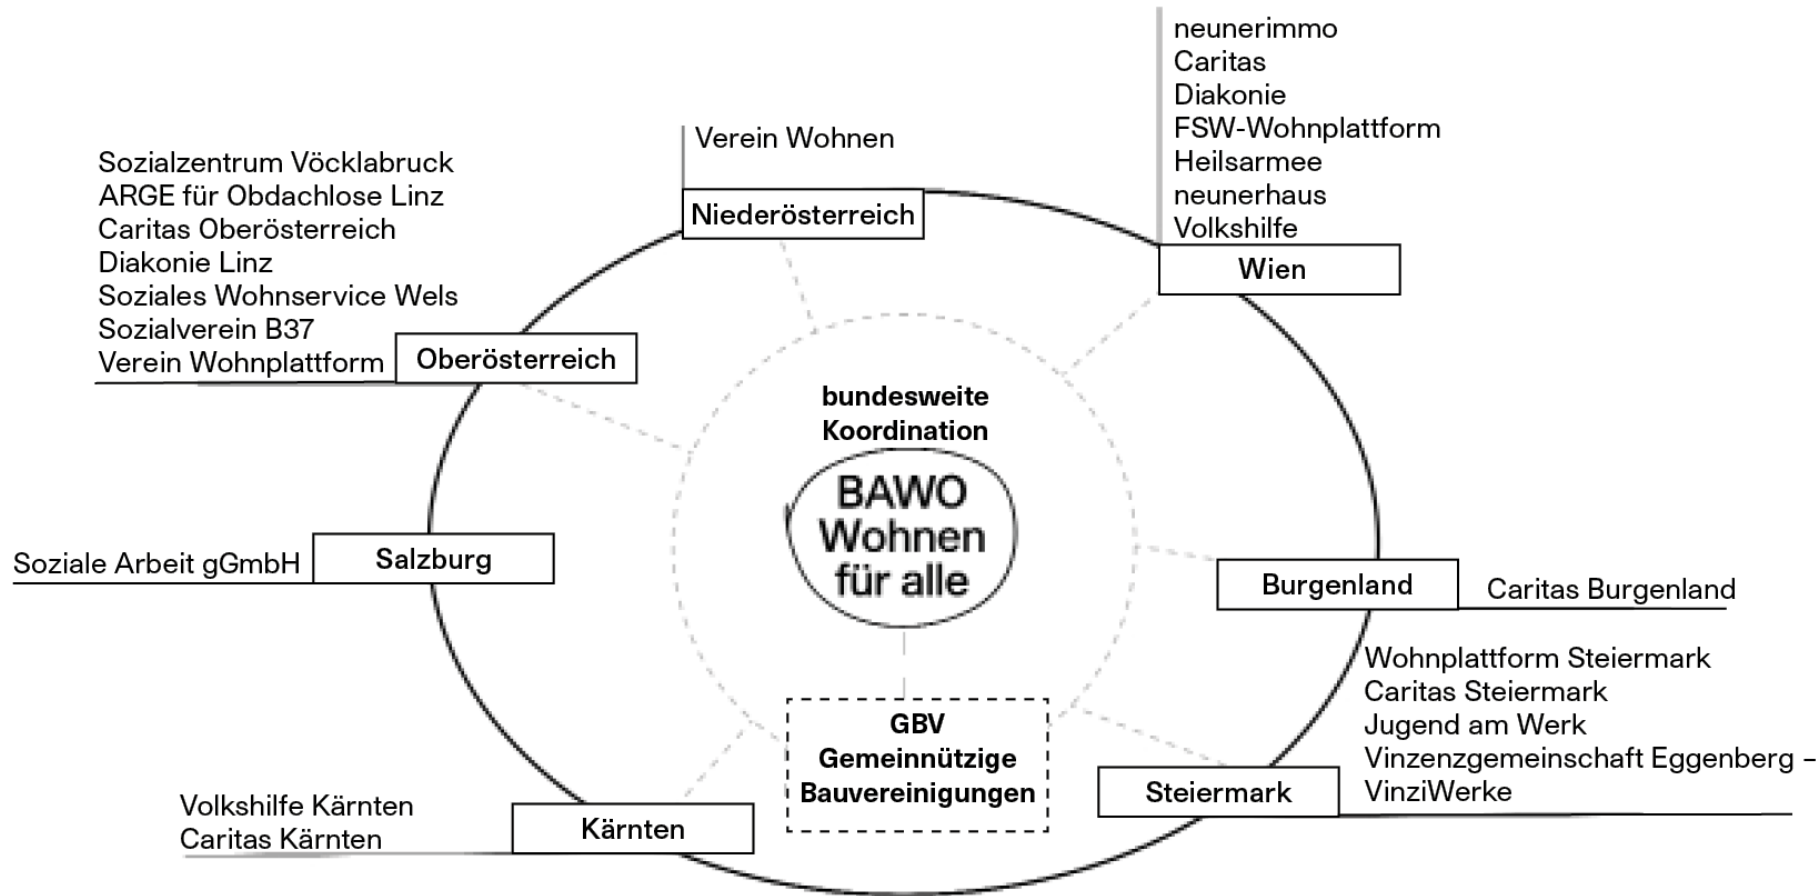 neunerimmo
Caritas
Diakonie
FSW-Wohnplattform
Heilsarmee
neunerhaus
Volkshilfe
Wien
Verein Wohnen
Niederösterreich
Sozialzentrum Vöcklabruck
ARGE für Obdachlose Linz
Caritas Oberösterreich
Diakonie Linz
Soziales Wohnservice Wels
Sozialverein B37
Verein Wohnplattform
Oberösterreich
bundesweite
Koordination
BAWO
Wohnen
für alle
Soziale Arbeit gGmbH
Salzburg
Burgenland
Caritas Burgenland
Wohnplattform Steiermark
Caritas Steiermark
Jugend am Werk
Vinzenzgemeinschaft Eggenberg –
VinziWerke
Steiermark
GBV
Gemeinnützige
Bauvereinigungen
Volkshilfe Kärnten
Caritas Kärnten
Kärnten